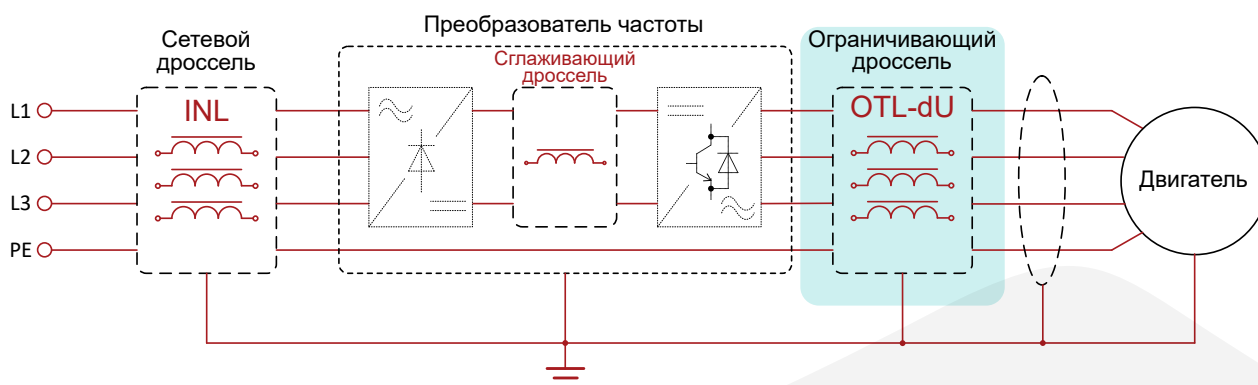 Преобразователь частоты
Сетевой
дроссель
Сглаживающий
дроссель
Ограничивающий
дроссель
L1
INL
OTL-dU
L2
L3
PE
Двигатель